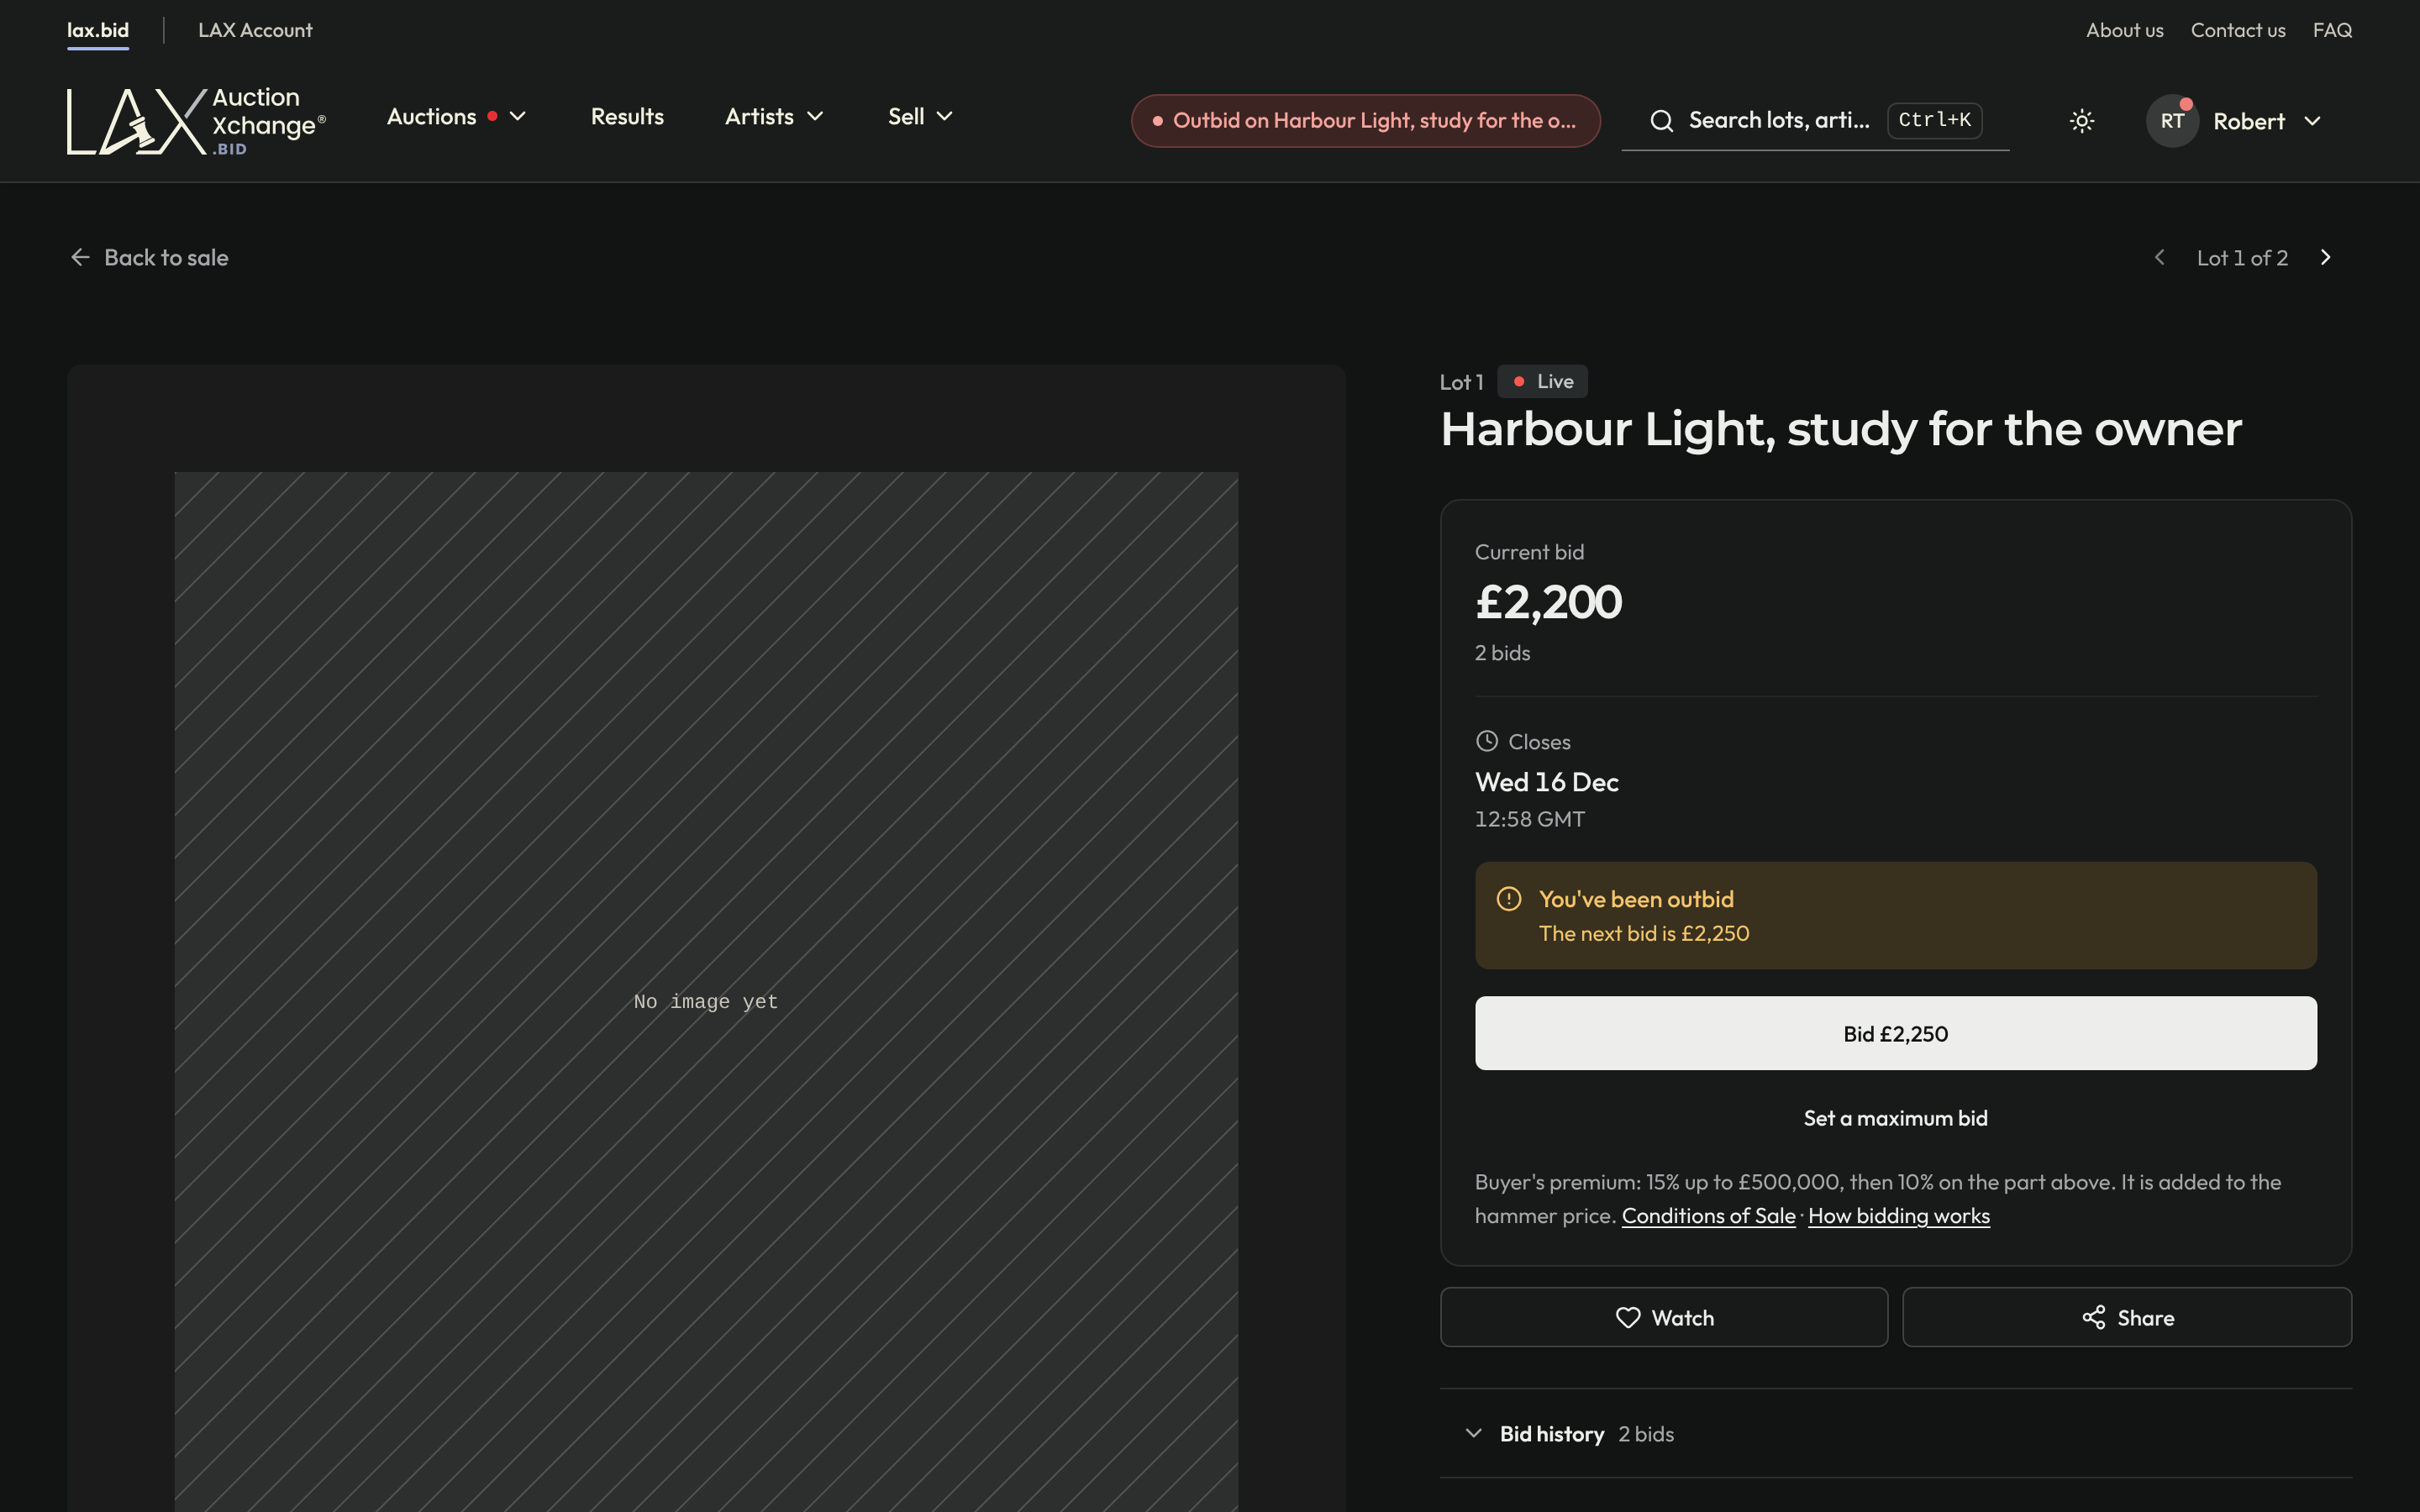 lax.bid
LAX Account
About us
Contact us
FAQ
LAX Auction
Xchange®
.BID
Auctions
Results
Artists
Sell
Outbid on Harbour Light, study for the o...
Search lots, arti...
Ctrl+K
RT
Robert
Back to sale
Lot 1 of 2
Lot 1
Live
Harbour Light, study for the owner
Current bid
£2,200
2 bids
Closes
Wed 16 Dec
12:58 GMT
You've been outbid
The next bid is £2,250
No image yet
Bid £2,250
Set a maximum bid
Buyer's premium: 15% up to £500,000, then 10% on the part above. It is added to the
hammer price. Conditions of Sale · How bidding works
Watch
Share
Bid history 2 bids